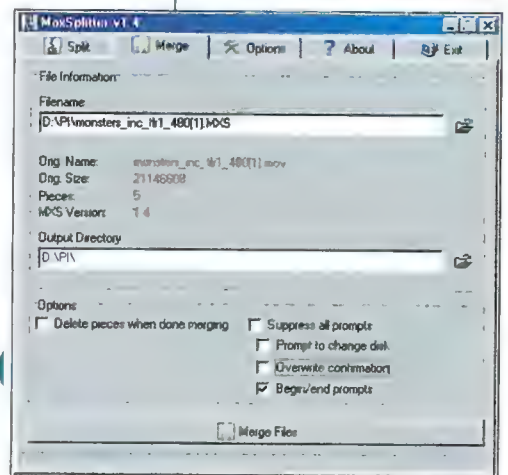 MaxSplitter v1.4
Split Merge Options ? About Exit
File Information
Filename
D:\PI\monsters_inc_tlr1_480[1].MXS
Orig. Name: monsters_inc_tlr1_480[1].mov
Orig. Size: 21146608
Pieces: 5
MXS Version: 1.4
Output Directory
D:\PI\
Options
Delete pieces when done merging Suppress all prompts
Prompt to change disk
Overwrite confirmation
Begin/end prompts
Merge Files